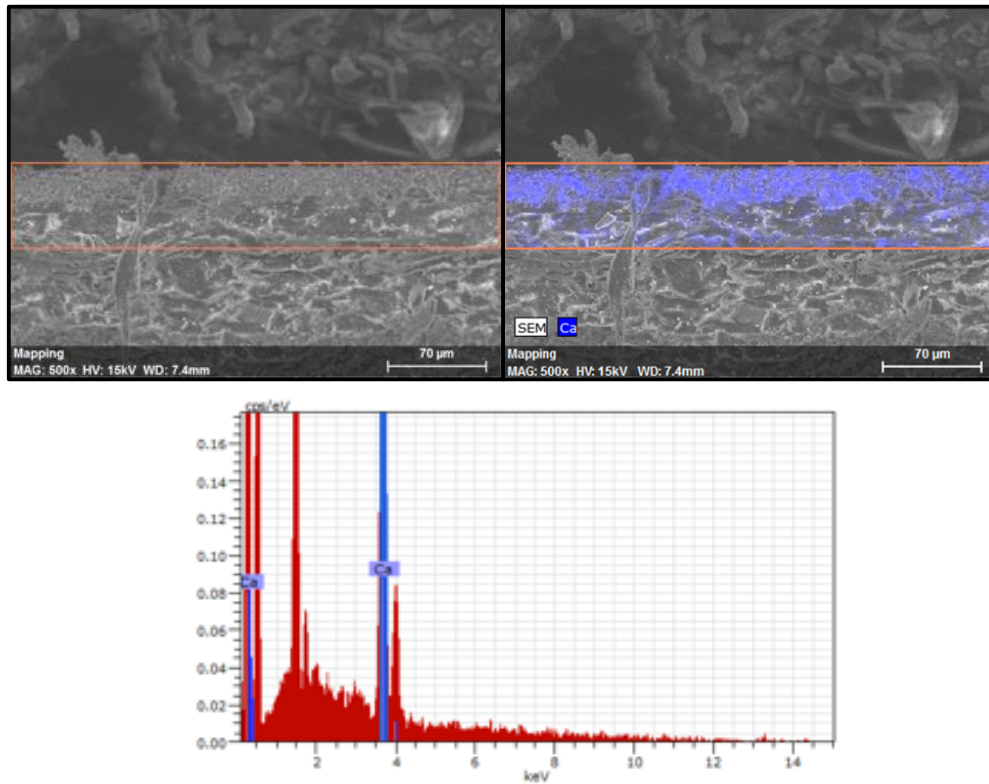 Mapping
MAG: 500x HV: 15kV WD: 7.4mm
70 µm
SEM Ca
Mapping
MAG: 500x HV: 15kV WD: 7.4mm
70 µm
cps/eV
0.16
0.14
0.12
0.10
Ca
Ca
0.08
0.06
0.04
0.02
0.00
2 4 6 8 10 12 14
keV